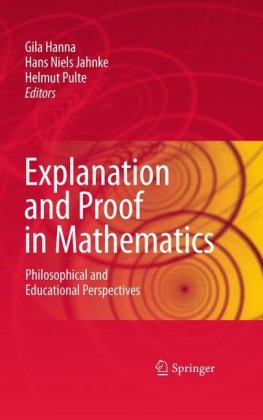 Gila Hanna
Hans Niels Jahnke
Helmut Pulte
Editors
Explanation
and Proof
in Mathematics
Philosophical and
Educational Perspectives
Springer